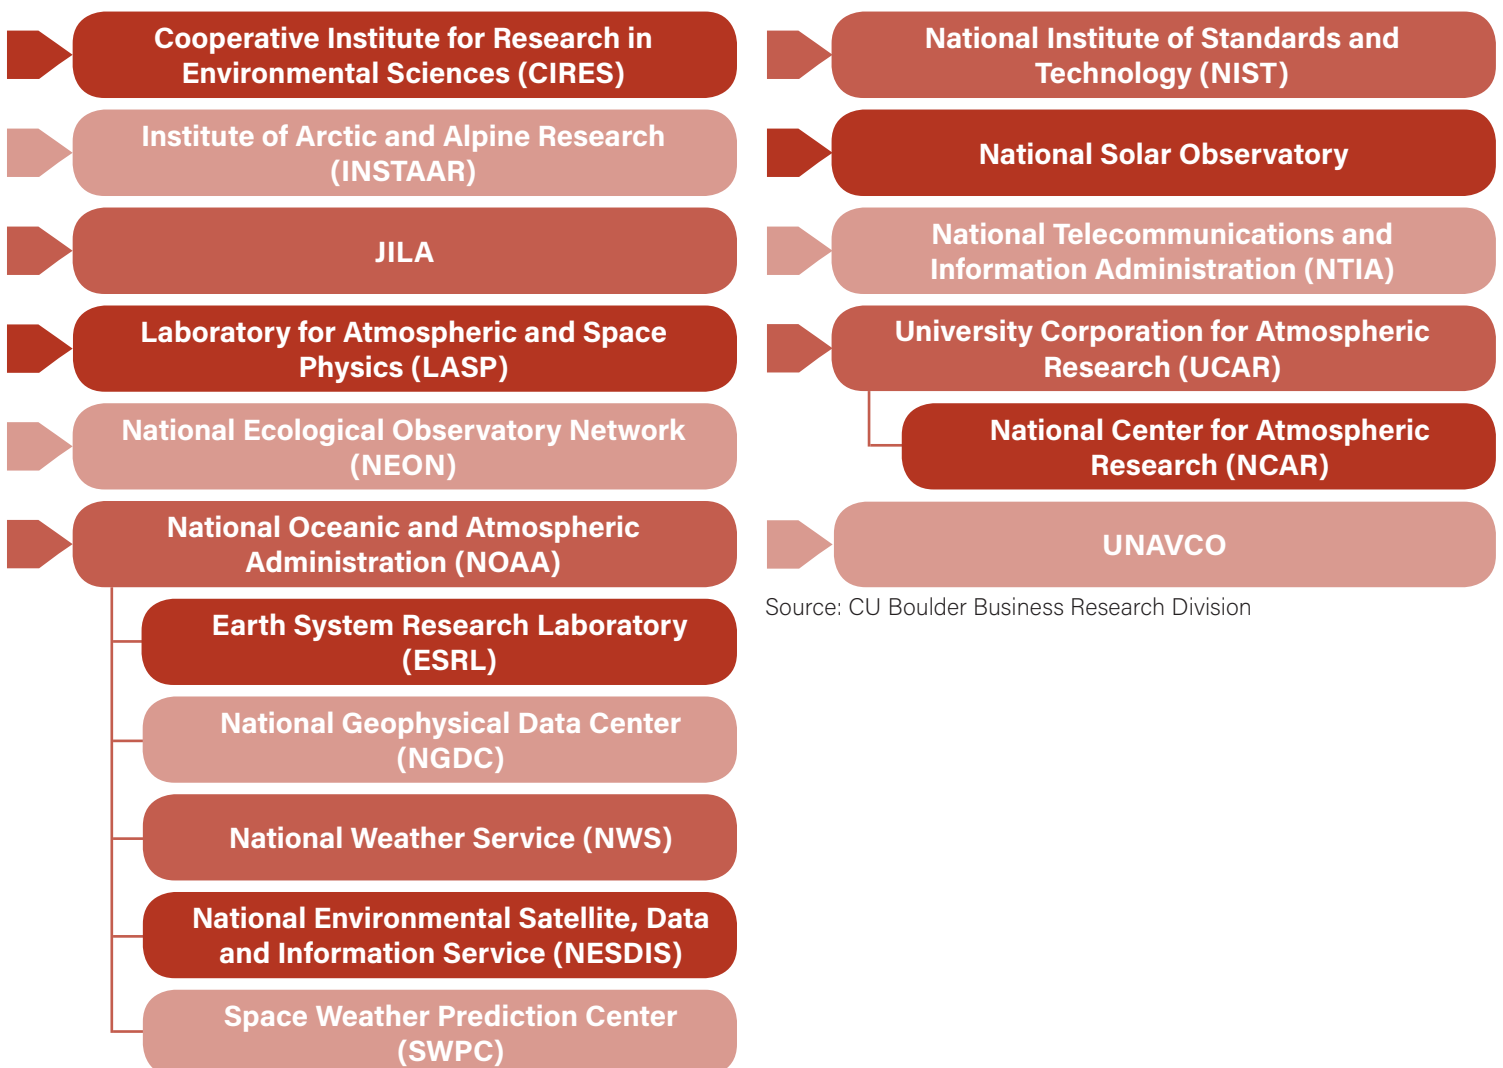 Cooperative Institute for Research in
Environmental Sciences (CIRES)
Institute of Arctic and Alpine Research
(INSTAAR)
JILA
Laboratory for Atmospheric and Space
Physics (LASP)
National Ecological Observatory Network
(NEON)
National Oceanic and Atmospheric
Administration (NOAA)
Earth System Research Laboratory
(ESRL)
National Geophysical Data Center
(NGDC)
National Weather Service (NWS)
National Environmental Satellite, Data
and Information Service (NESDIS)
Space Weather Prediction Center
(SWPC)
National Institute of Standards and
Technology (NIST)
National Solar Observatory
National Telecommunications and
Information Administration (NTIA)
University Corporation for Atmospheric
Research (UCAR)
National Center for Atmospheric
Research (NCAR)
UNAVCO
Source: CU Boulder Business Research Division